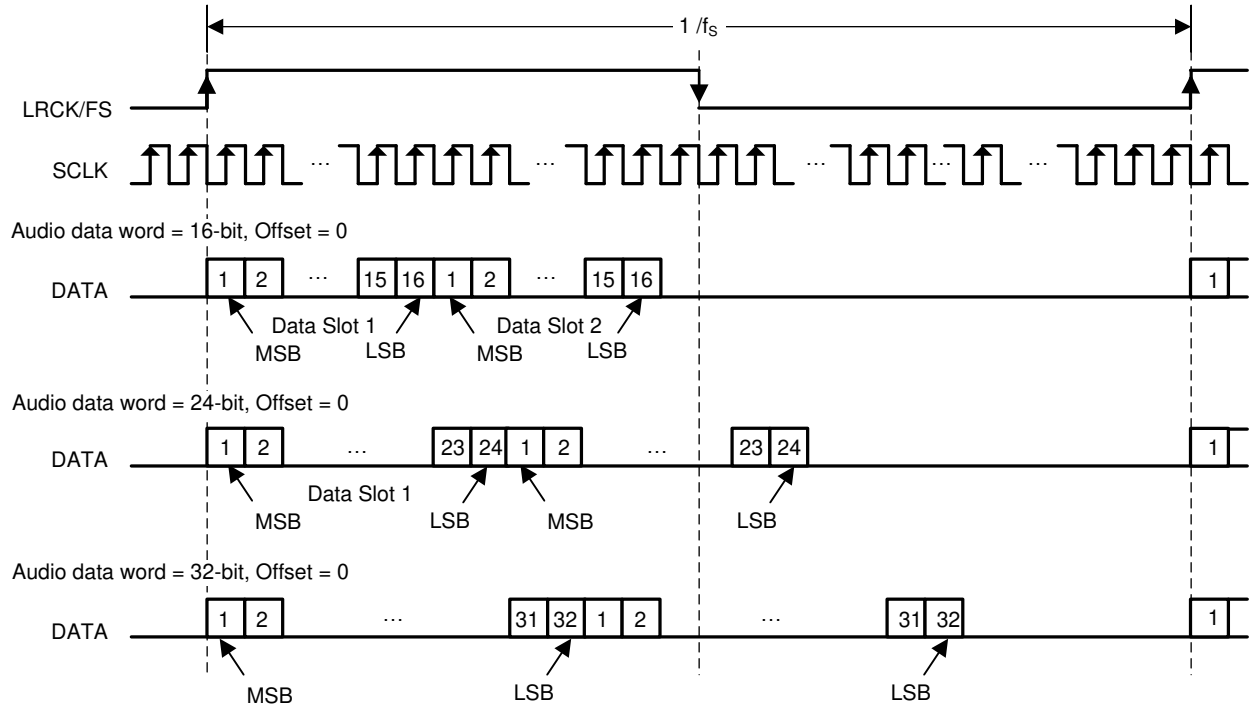 1 /fS
LRCK/FS
SCLK
... ... ... ... ...
Audio data word = 16-bit, Offset = 0
DATA 1 2 ... 15 16 1 2 ... 15 16 1
Data Slot 1 Data Slot 2
MSB LSB MSB LSB
Audio data word = 24-bit, Offset = 0
DATA 1 2 ... 23 24 1 2 ... 23 24 1
Data Slot 1
MSB LSB MSB LSB
Audio data word = 32-bit, Offset = 0
DATA 1 2 ... 31 32 1 2 ... 31 32 1
MSB LSB LSB